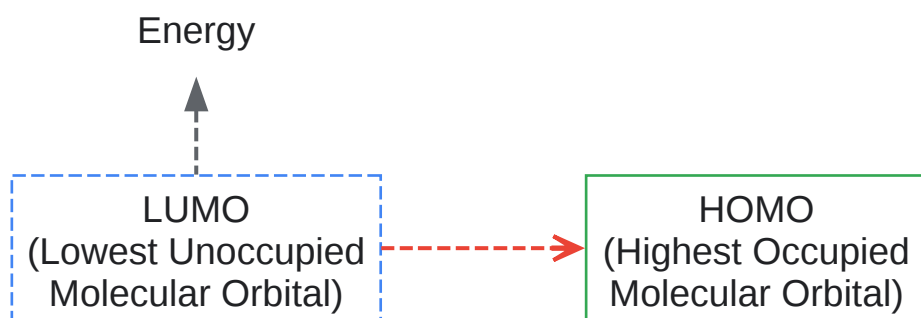 Energy
LUMO
(Lowest Unoccupied
Molecular Orbital)
HOMO
(Highest Occupied
Molecular Orbital)